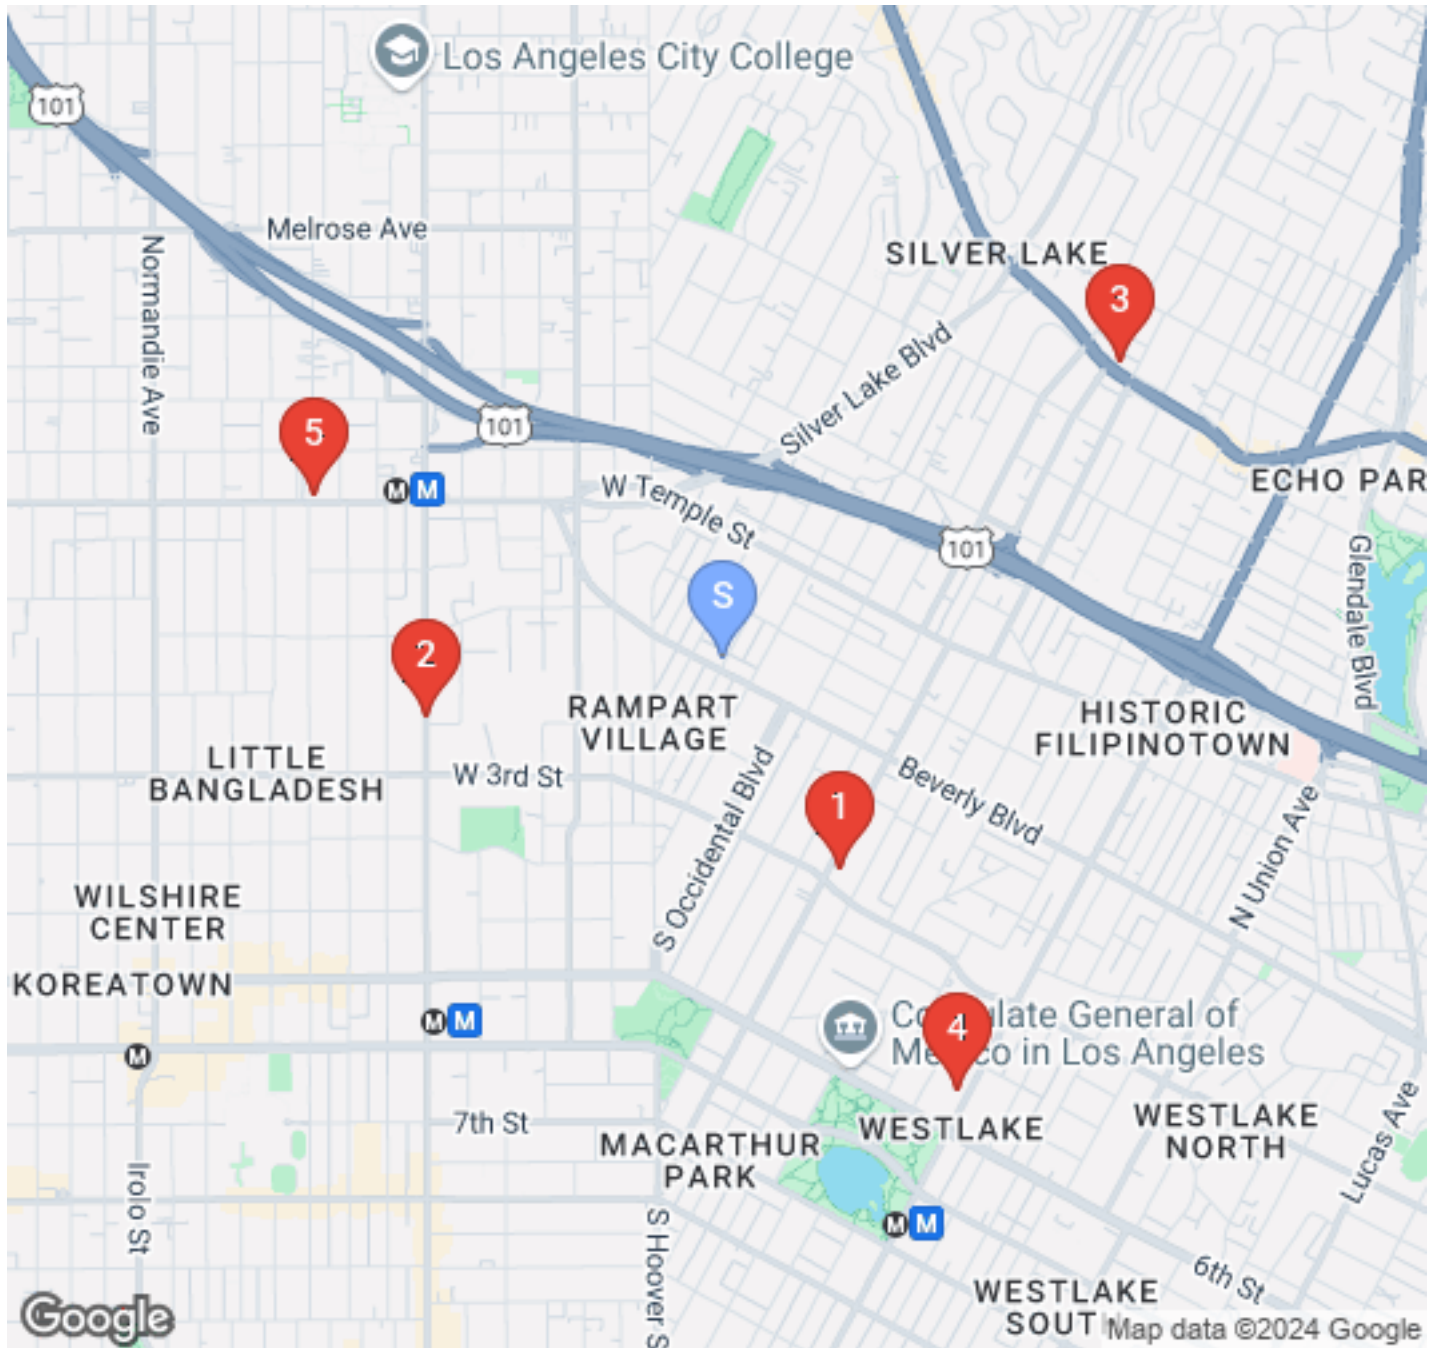 Los Angeles City College
101
Melrose Ave
Normandie Ave
SILVER LAKE
3
Silver Lake Blvd
5
101
M M
W Temple St
ECHO PAR
101
Glendale Blvd
S
2
RAMPART
VILLAGE
HISTORIC
FILIPINOTOWN
LITTLE
BANGLADESH
W 3rd St
S Occidental Blvd
1
Beverly Blvd
N Union Ave
WILSHIRE
CENTER
KOREATOWN
M M
M
4
General of
in Los Angeles
7th St
MACARTHUR
PARK
WESTLAKE
WESTLAKE
NORTH
Lucas Ave
Irolo St
S Hoover S
M M
6th St
WESTLAKE
Google
Map data ©2024 Google